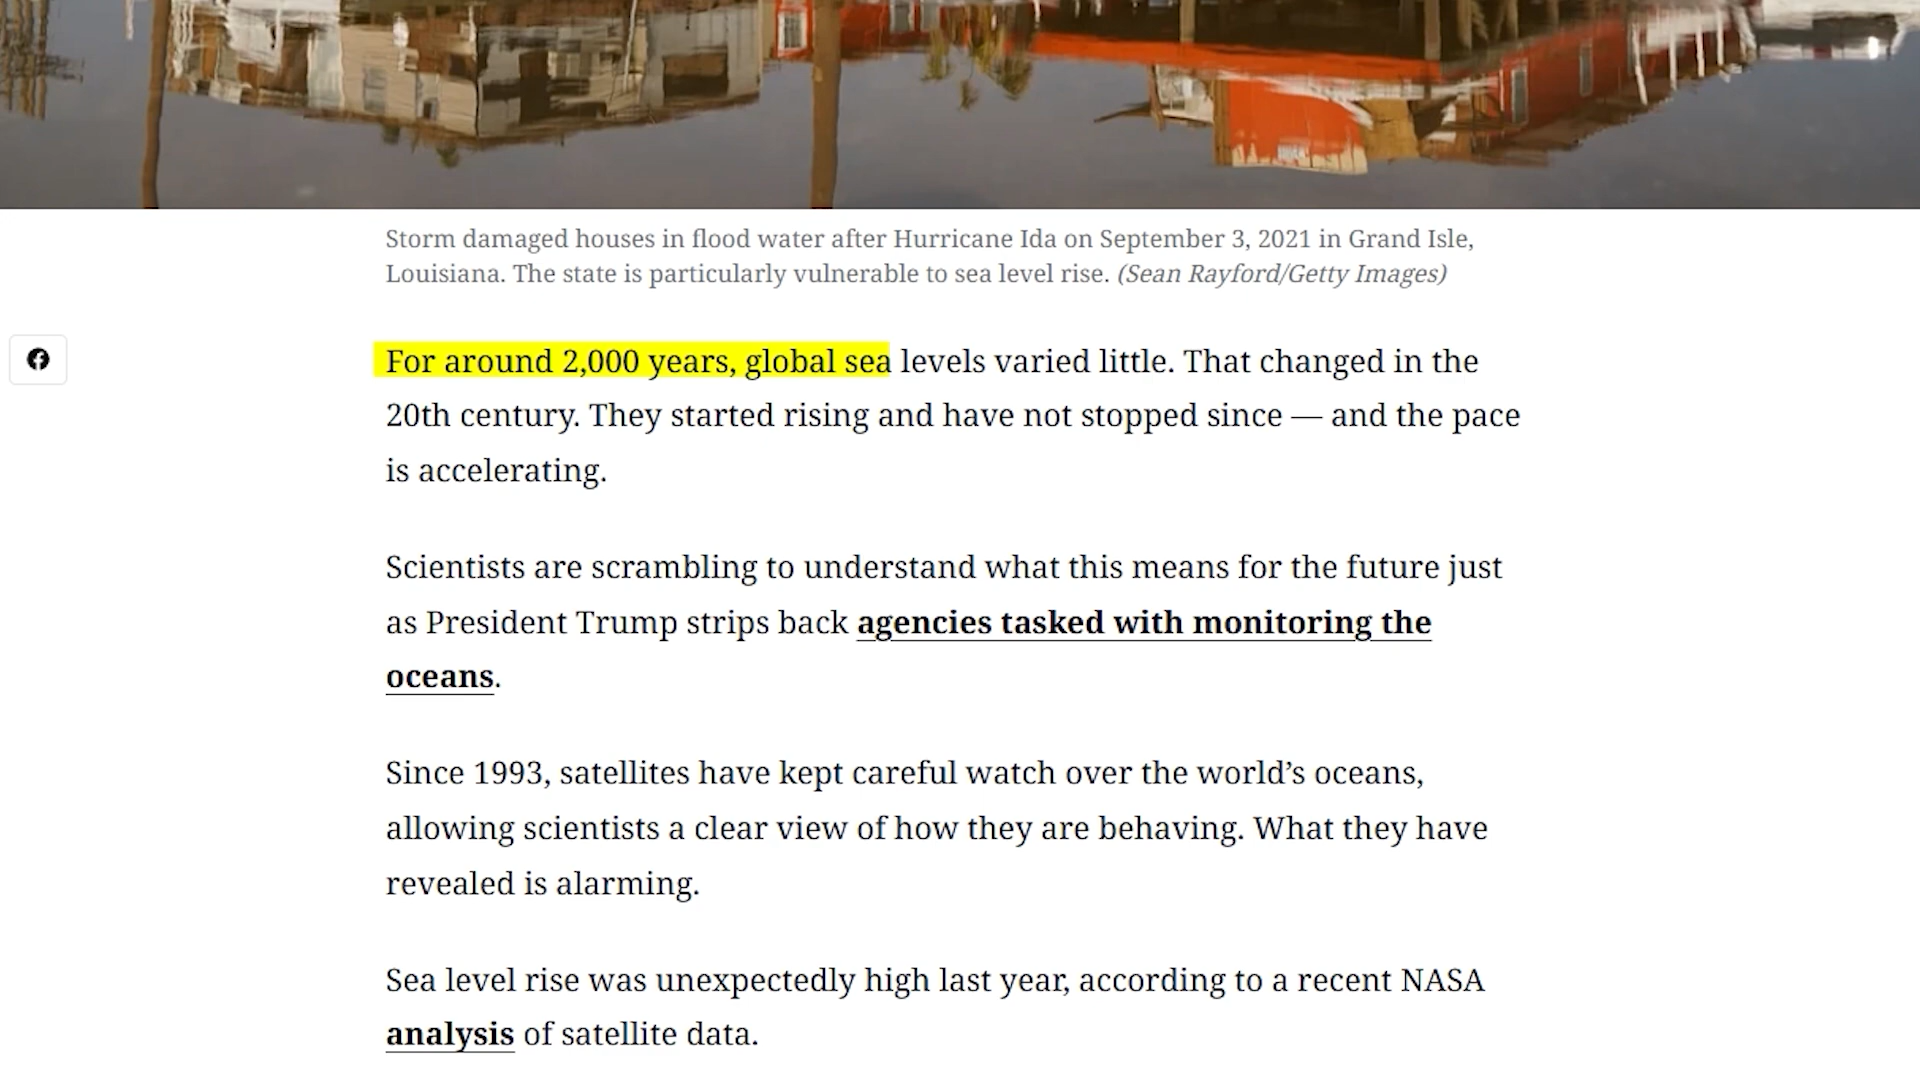 Storm damaged houses in flood water after Hurricane Ida on September 3, 2021 in Grand Isle,
Louisiana. The state is particularly vulnerable to sea level rise. (Sean Rayford/Getty Images)
For around 2,000 years, global sea levels varied little. That changed in the
20th century. They started rising and have not stopped since — and the pace
is accelerating.
Scientists are scrambling to understand what this means for the future just
as President Trump strips back agencies tasked with monitoring the
oceans.
Since 1993, satellites have kept careful watch over the world’s oceans,
allowing scientists a clear view of how they are behaving. What they have
revealed is alarming.
Sea level rise was unexpectedly high last year, according to a recent NASA
analysis of satellite data.